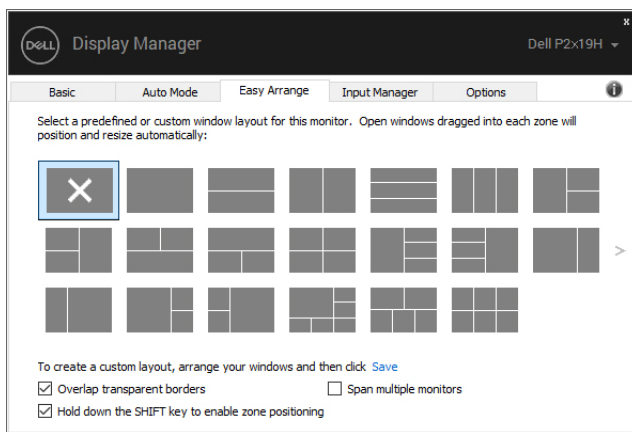 x
DELL Display Manager Dell P2x19H
Basic Auto Mode Easy Arrange Input Manager Options
Select a predefined or custom window layout for this monitor. Open windows dragged into each zone will
position and resize automatically:
To create a custom layout, arrange your windows and then click Save
Overlap transparent borders Span multiple monitors
Hold down the SHIFT key to enable zone positioning